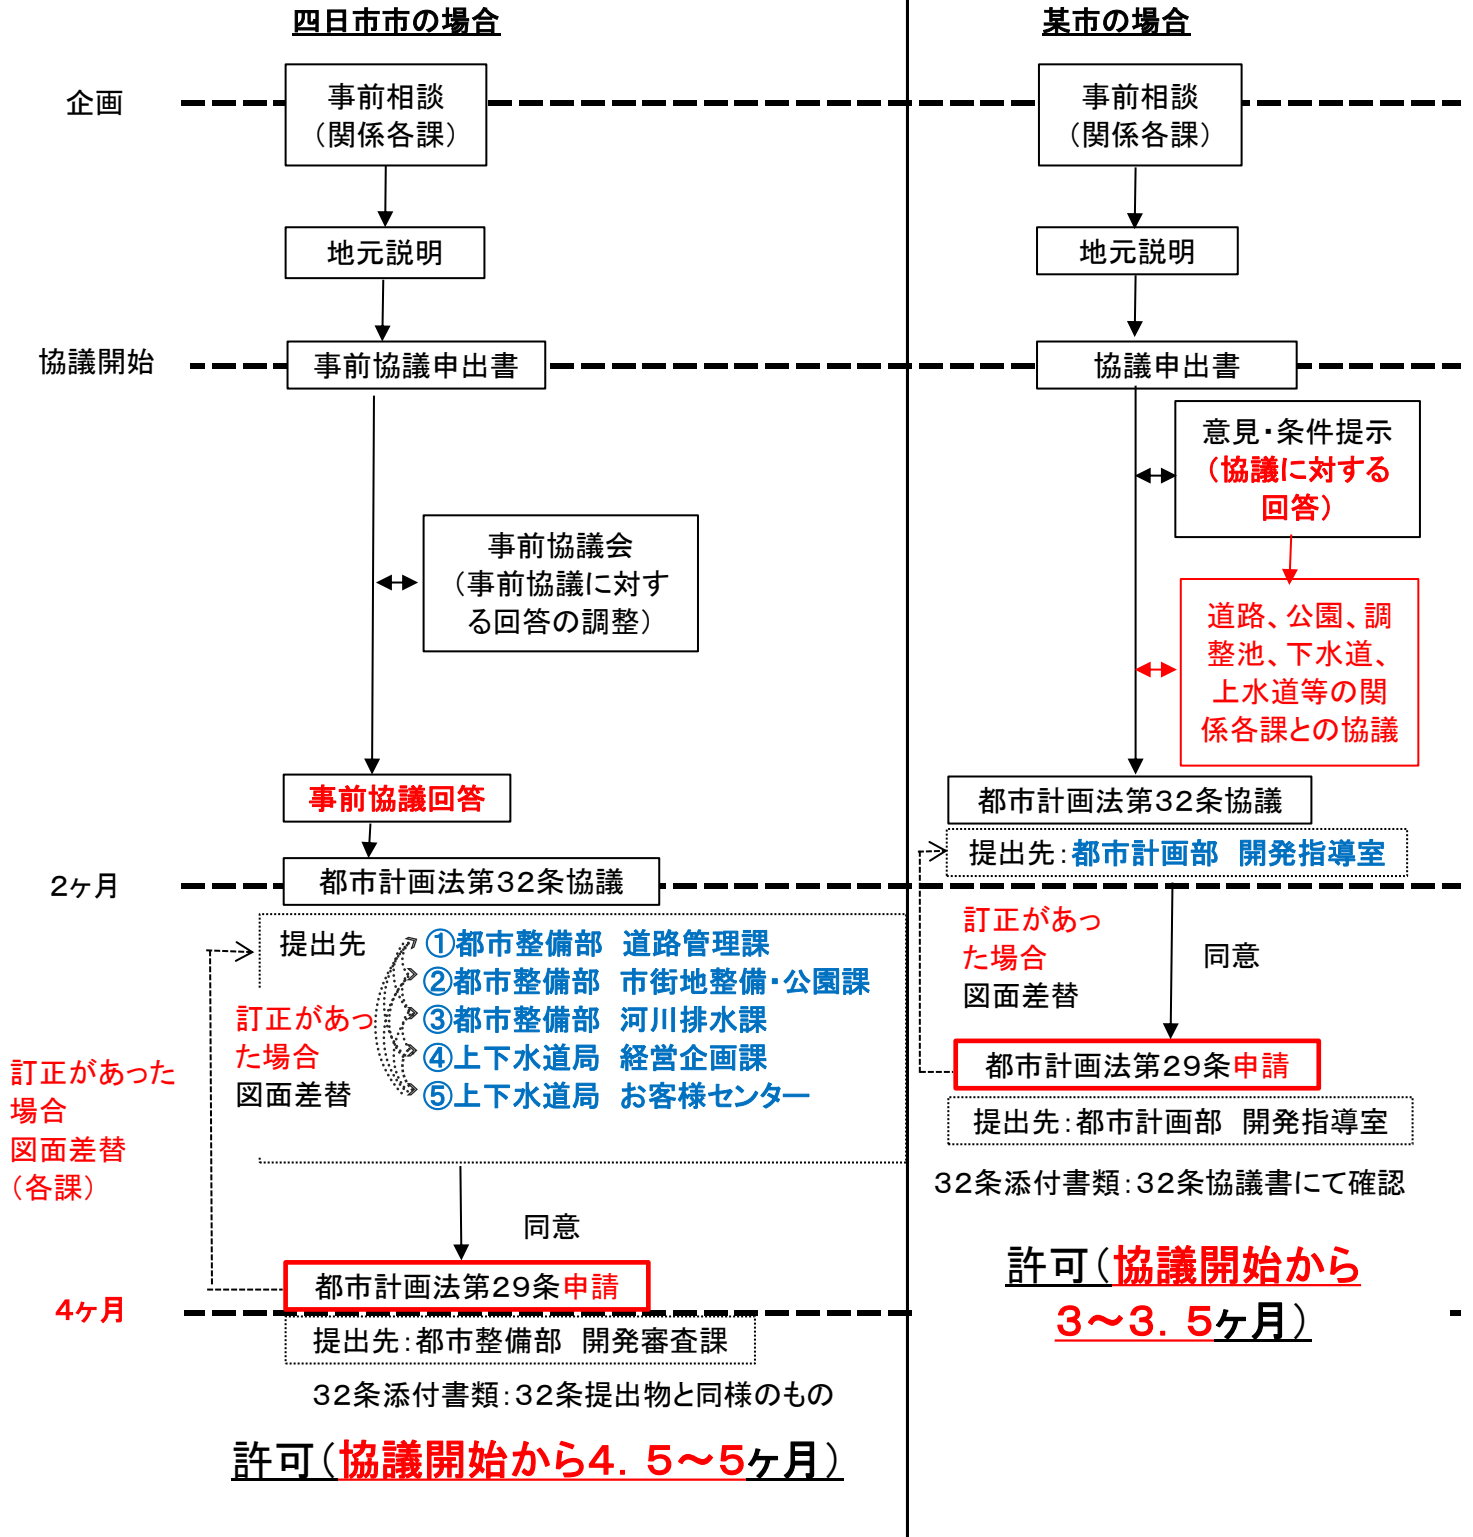 四日市市の場合
企画
事前相談
（関係各課）
地元説明
協議開始
事前協議申出書
事前協議会
（事前協議に対す
る回答の調整）
事前協議回答
2ヶ月
都市計画法第32条協議
提出先
①都市整備部　道路管理課
②都市整備部　市街地整備・公園課
③都市整備部　河川排水課
④上下水道局　経営企画課
⑤上下水道局　お客様センター
訂正があっ
た場合
図面差替
訂正があった
場合
図面差替
（各課）
同意
都市計画法第29条申請
4ヶ月
提出先：都市整備部　開発審査課
32条添付書類：32条提出物と同様のもの
許可（協議開始から4．5～5ヶ月）
某市の場合
事前相談
（関係各課）
地元説明
協議申出書
意見・条件提示
（協議に対する
回答）
道路、公園、調
整池、下水道、
上水道等の関
係各課との協議
都市計画法第32条協議
提出先：都市計画部　開発指導室
訂正があっ
た場合
図面差替
同意
都市計画法第29条申請
提出先：都市計画部　開発指導室
32条添付書類：32条協議書にて確認
許可（協議開始から
3～3．5ヶ月）